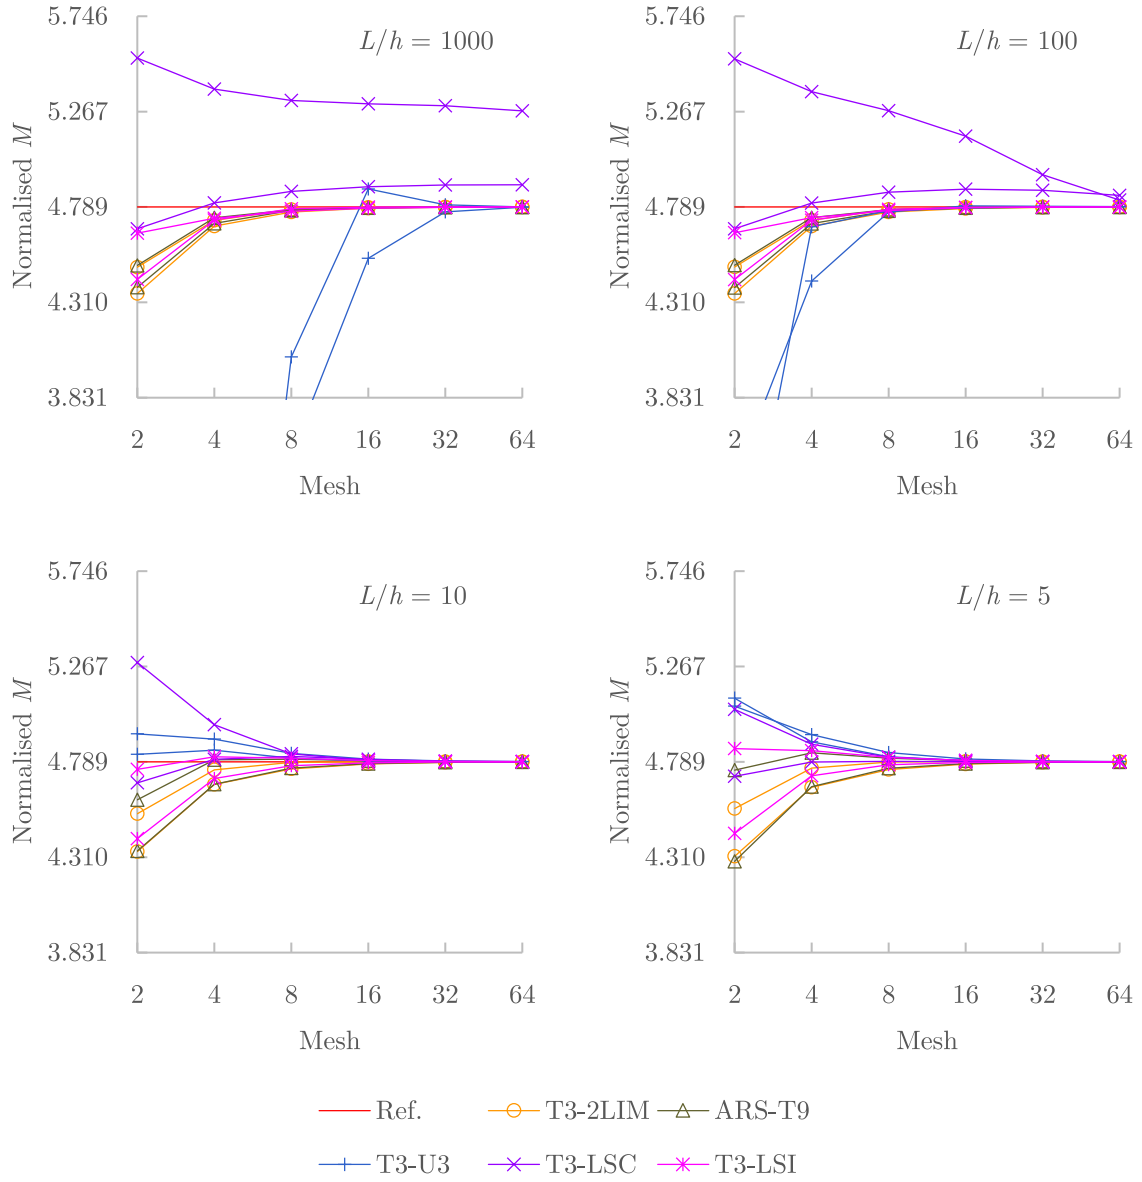 5.746
5.267
4.789
4.310
3.831
Normalised M
L/h = 1000
2 4 8 16 32 64
Mesh
5.746
5.267
4.789
4.310
3.831
Normalised M
L/h = 100
2 4 8 16 32 64
Mesh
5.746
5.267
4.789
4.310
3.831
Normalised M
L/h = 10
2 4 8 16 32 64
Mesh
5.746
5.267
4.789
4.310
3.831
Normalised M
L/h = 5
2 4 8 16 32 64
Mesh
Ref. T3-2LIM ARS-T9
T3-U3 T3-LSC T3-LSI